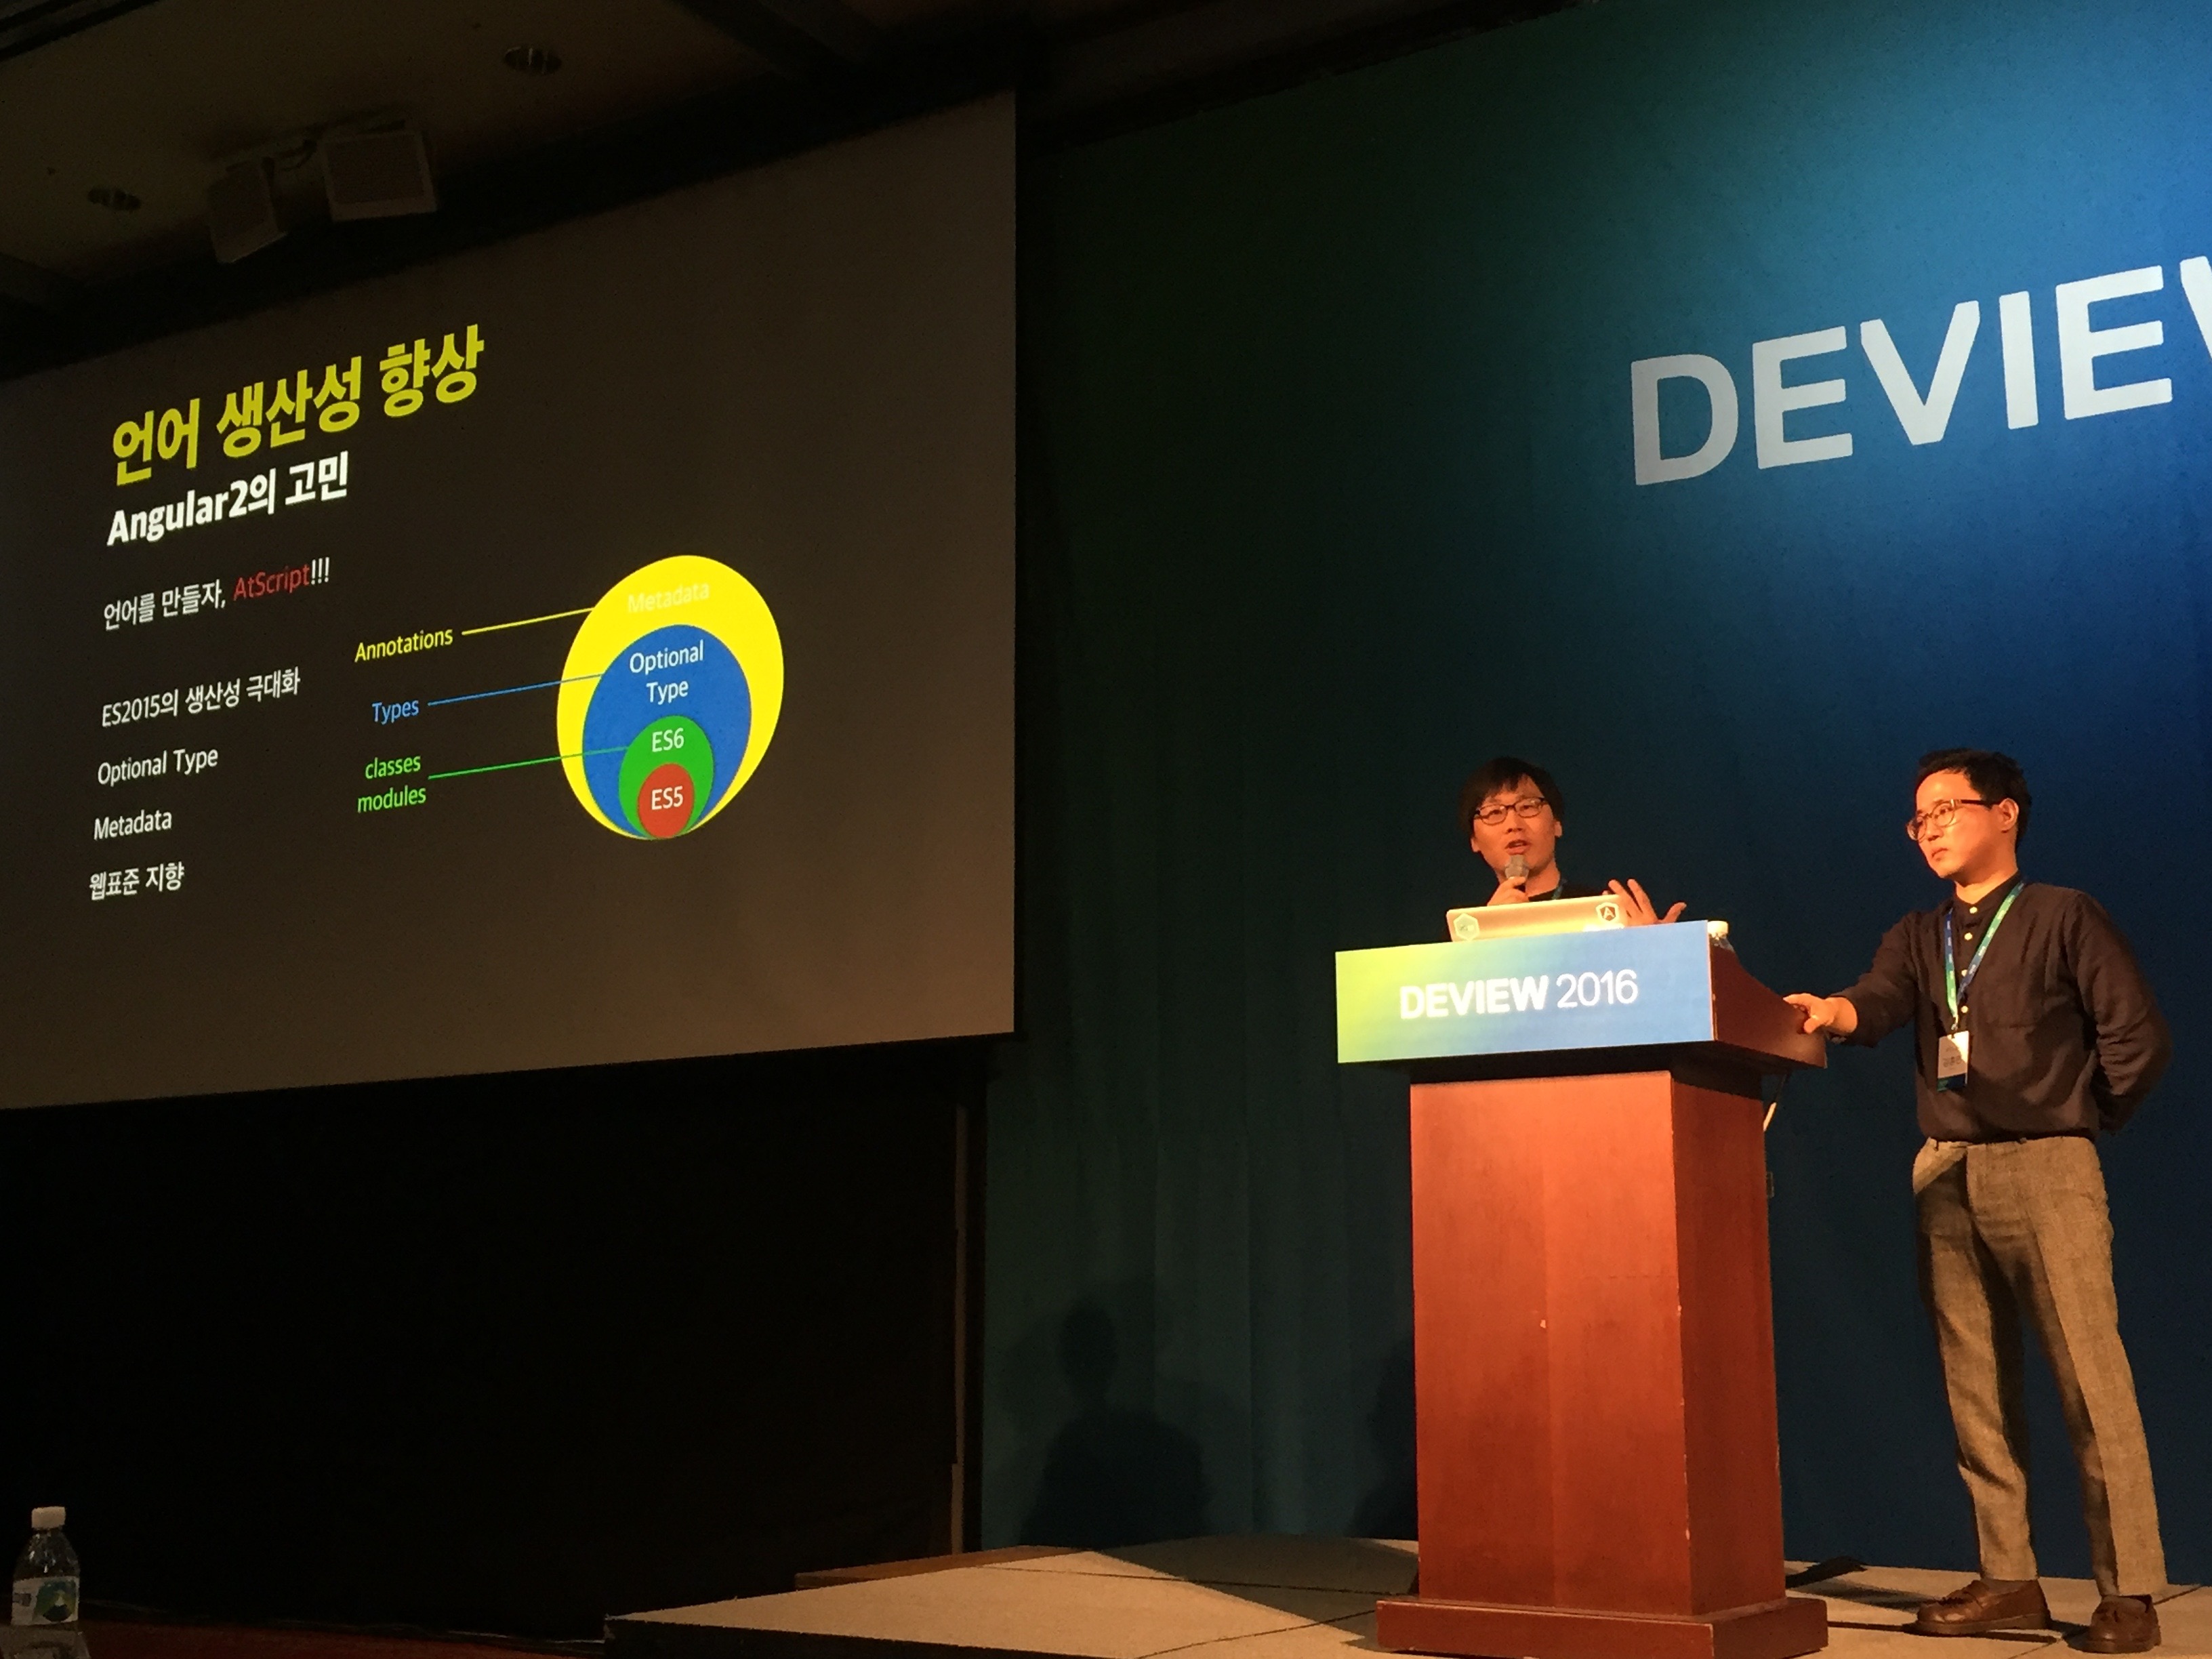 언어 생산성 향상
Angular2의 고민
언어를 만들자, AtScript!!!
ES2015의 생산성 극대화
Optional Type
Metadata
웹표준 지향
Annotations
Types
classes
modules
Metadata
Optional
Type
ES6
ES5
DEVIEW
DEVIEW 2016